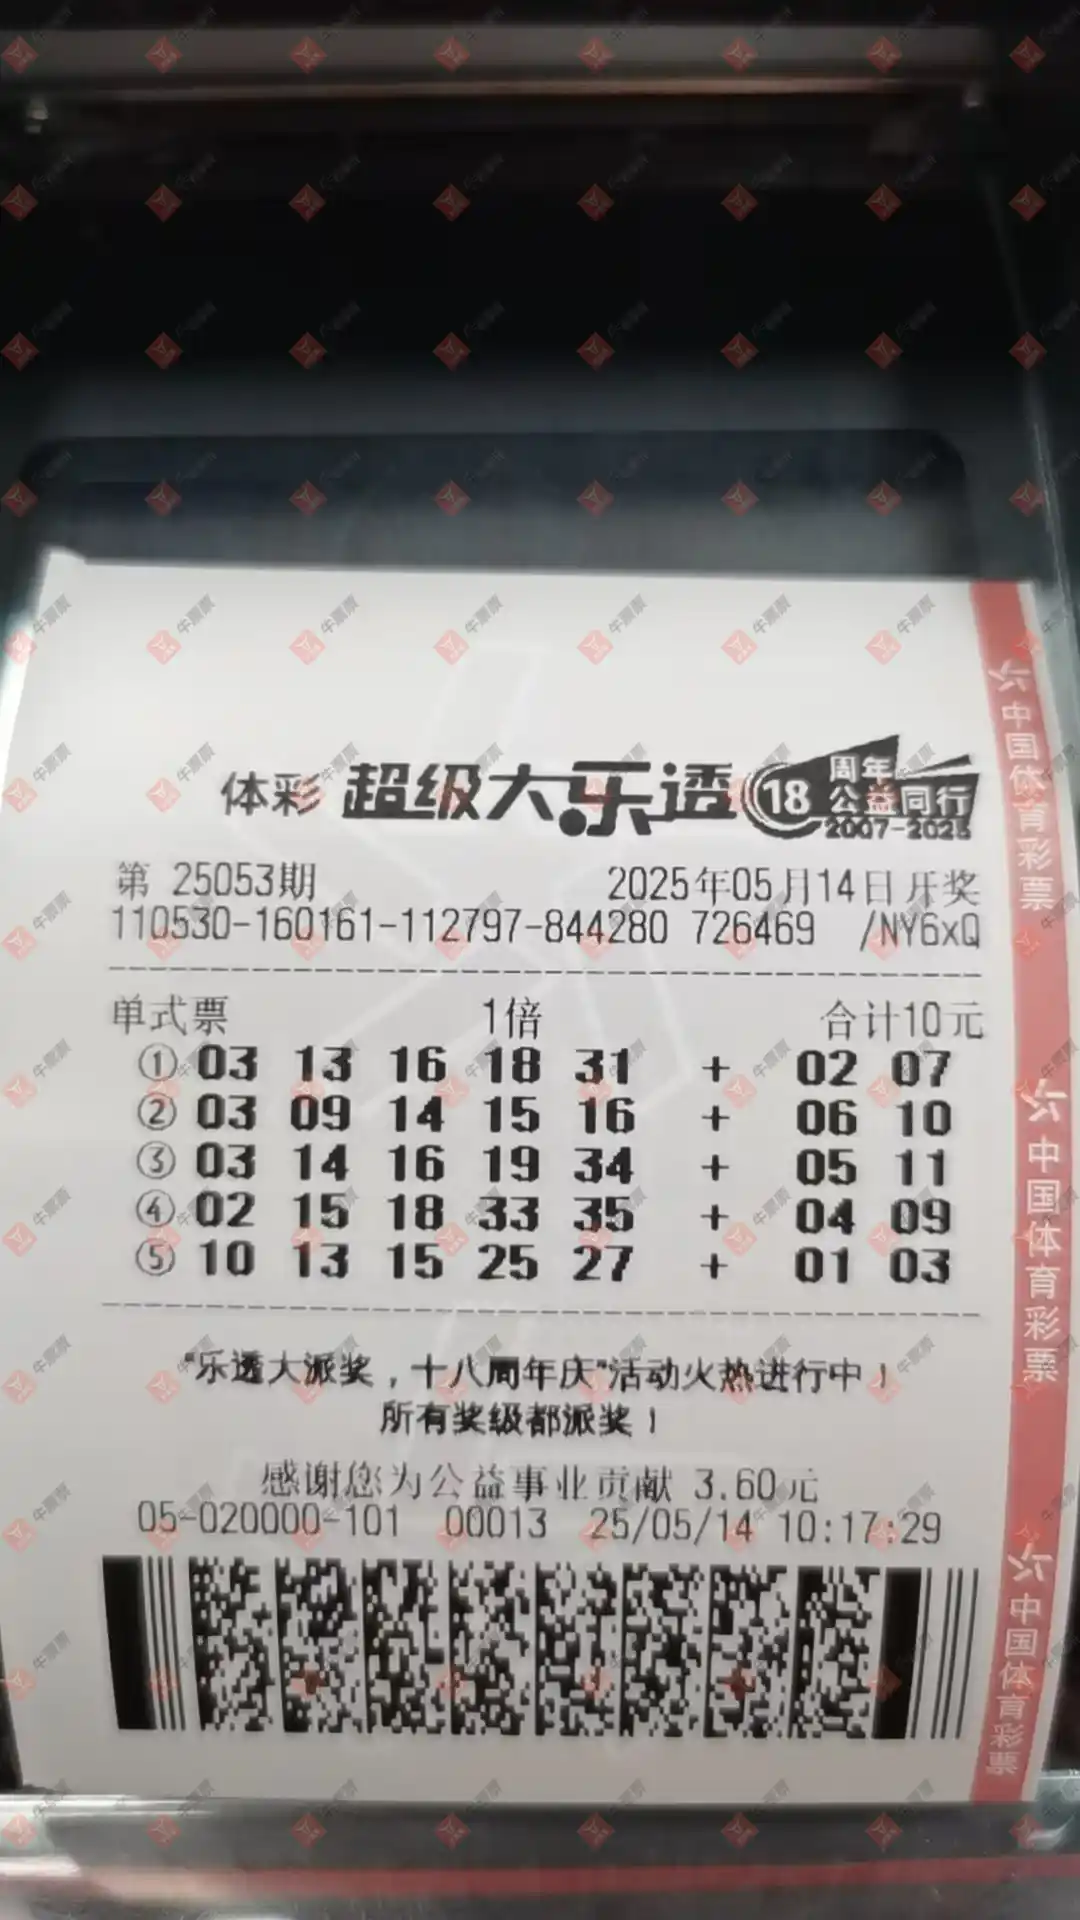 体彩 超级大乐透 18 周年 公益同行 2007-2025
第 25053期 2025年05月14日开奖
110530-160161-112797-844280 726469 /NY6xQ
单式票 1倍 合计10元
① 03 13 16 18 31 + 02 07
② 03 09 14 15 16 + 06 10
③ 03 14 16 19 34 + 05 11
④ 02 15 18 33 35 + 04 09
⑤ 10 13 15 25 27 + 01 03
"乐透大派奖，十八周年庆"活动火热进行中！
所有奖级都派奖！
感谢您为公益事业贡献 3.60元
05-020000-101 00013 25/05/14 10:17:29
中国体育彩票
中国体育彩票
中国体育彩票
牛票票